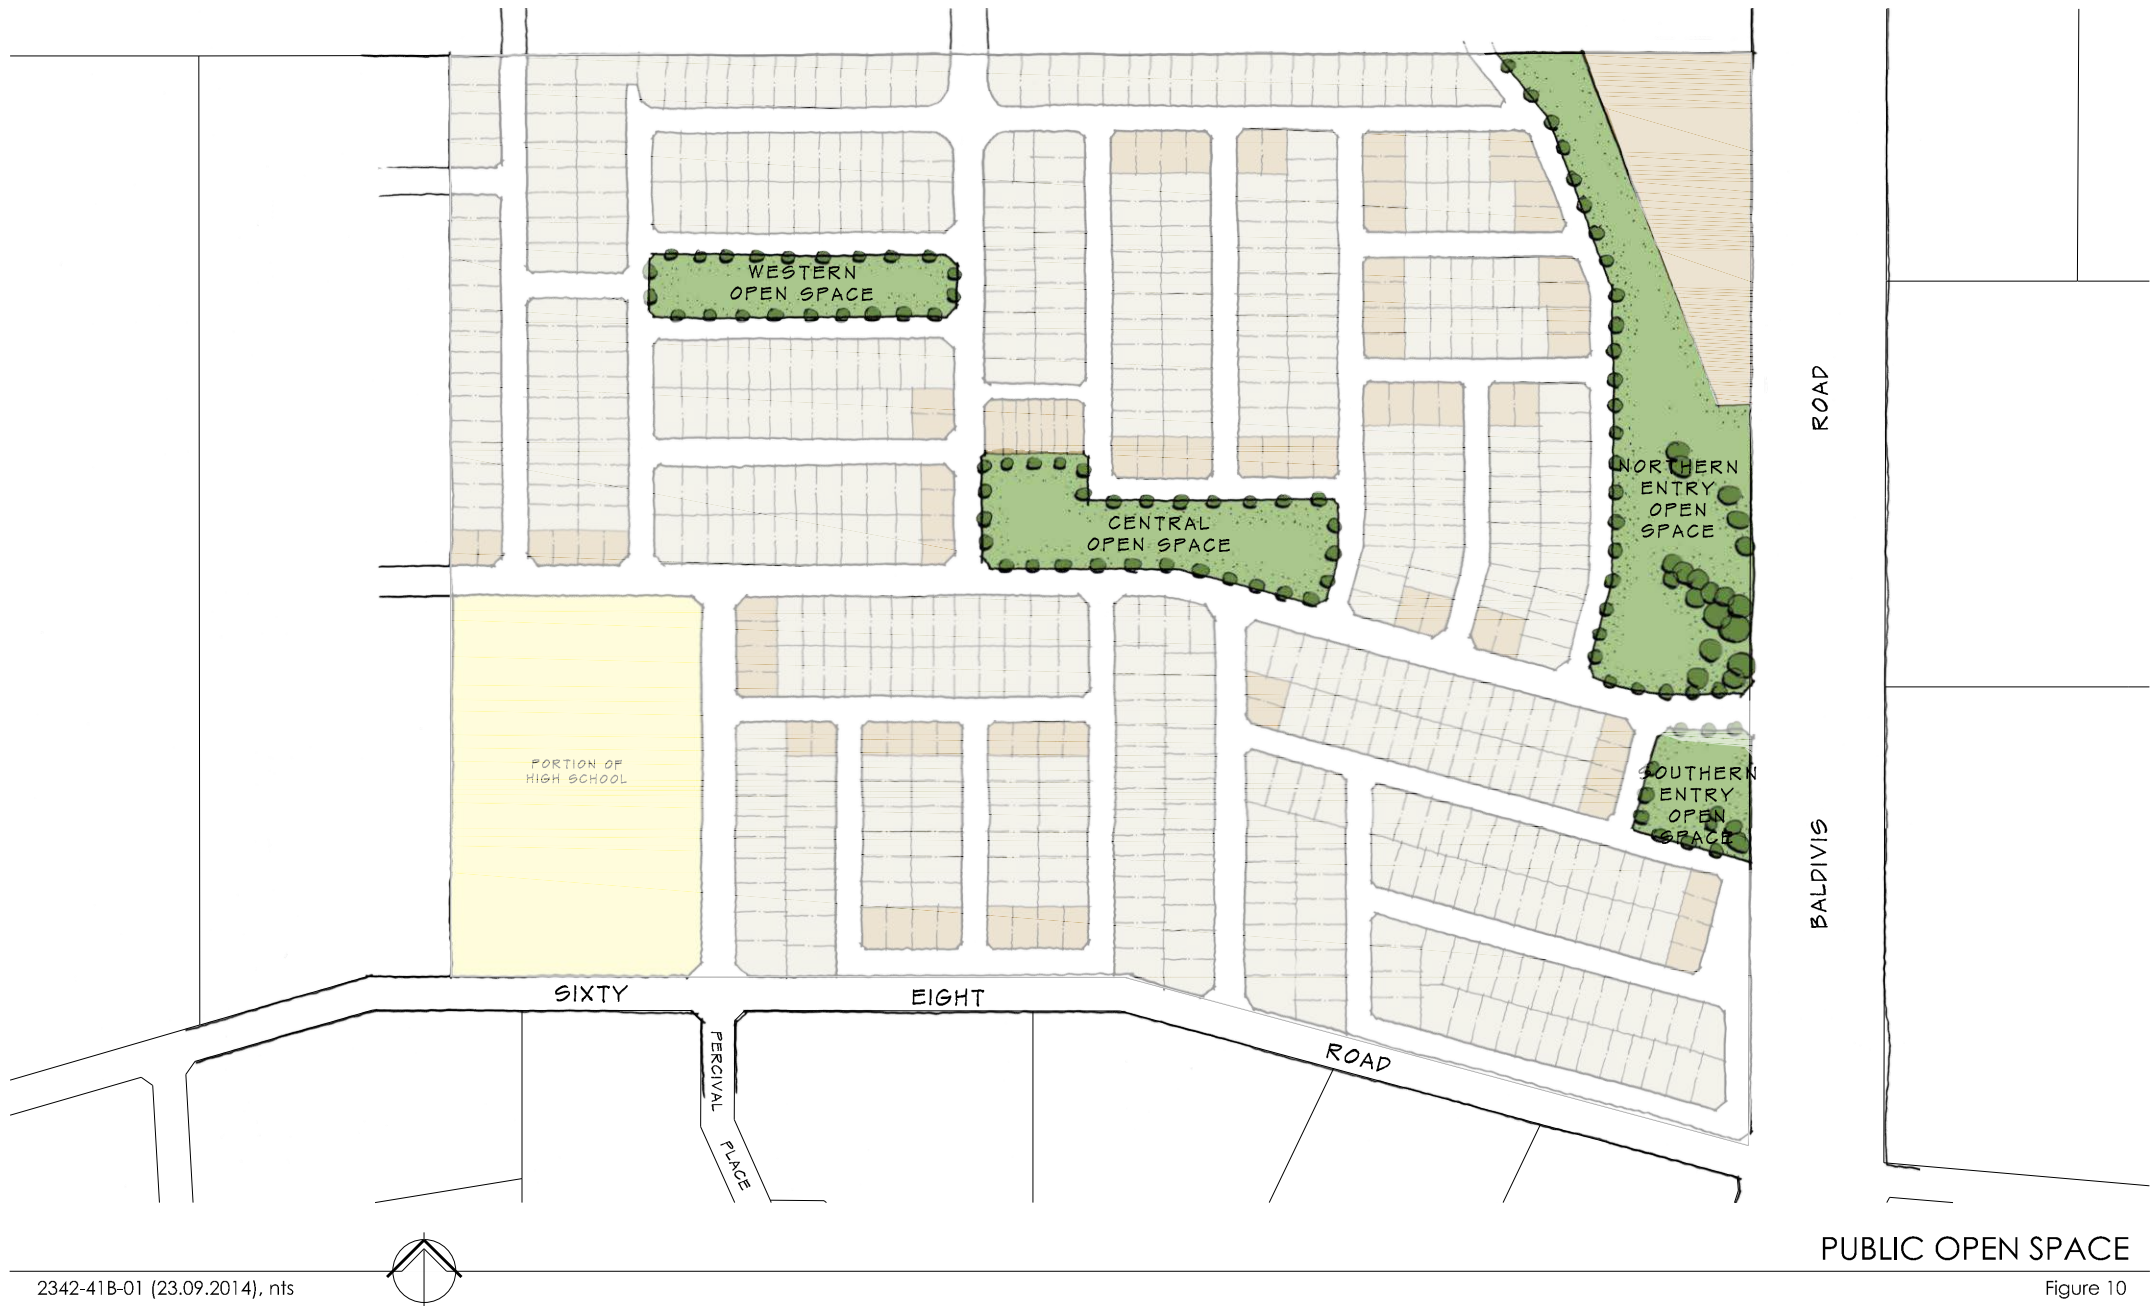 WESTERN
OPEN SPACE
ROAD
NORTHERN
ENTRY
OPEN
SPACE
CENTRAL
OPEN SPACE
PORTION OF
HIGH SCHOOL
SOUTHERN
ENTRY
OPEN
SPACE
BALDIVIS
SIXTY EIGHT
ROAD
PERCIVAL
PLACE
PUBLIC OPEN SPACE
2342-41B-01 (23.09.2014), nts
Figure 10